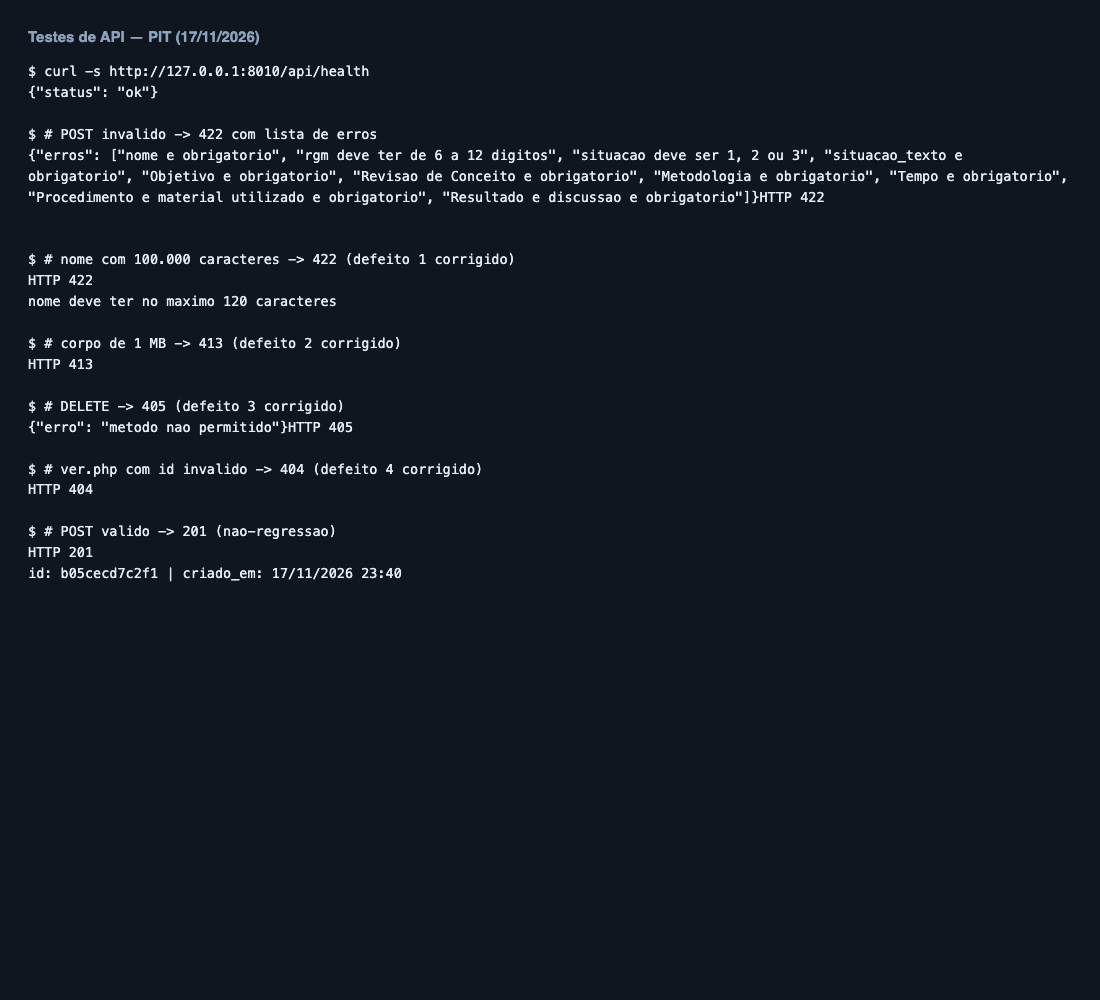 Testes de API — PIT (17/11/2026)
$ curl -s http://127.0.0.1:8010/api/health
{"status": "ok"}
$ # POST invalido -> 422 com lista de erros
{"erros": ["nome e obrigatorio", "rgm deve ter de 6 a 12 digitos", "situacao deve ser 1, 2 ou 3", "situacao_texto e
obrigatorio", "Objetivo e obrigatorio", "Revisao de Conceito e obrigatorio", "Metodologia e obrigatorio", "Tempo e obrigatorio",
"Procedimento e material utilizado e obrigatorio", "Resultado e discussao e obrigatorio"]}HTTP 422
$ # nome com 100.000 caracteres -> 422 (defeito 1 corrigido)
HTTP 422
nome deve ter no maximo 120 caracteres
$ # corpo de 1 MB -> 413 (defeito 2 corrigido)
HTTP 413
$ # DELETE -> 405 (defeito 3 corrigido)
{"erro": "metodo nao permitido"}HTTP 405
$ # ver.php com id invalido -> 404 (defeito 4 corrigido)
HTTP 404
$ # POST valido -> 201 (nao-regressao)
HTTP 201
id: b05cecd7c2f1 | criado_em: 17/11/2026 23:40